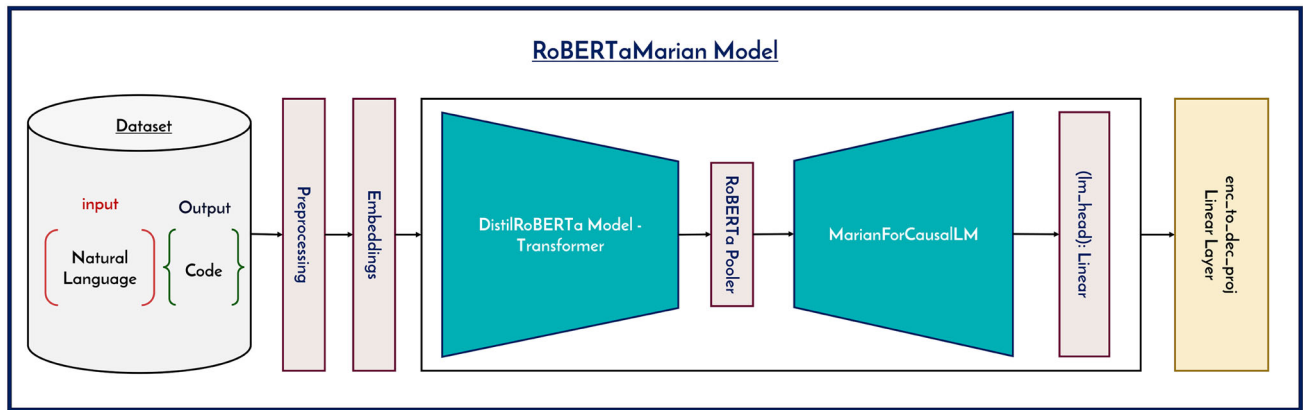 RoBERTaMarian Model
Dataset
input
Output
Natural
Language
Code
Preprocessing
Embeddings
DistilRoBERTa Model -
Transformer
RoBERTa Pooler
MarianForCausalLM
(lm_head): Linear
enc_to_dec_proj
Linear Layer